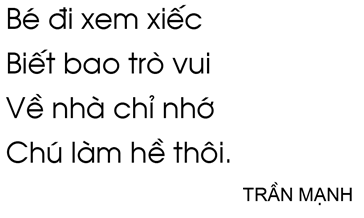 Bé đi xem xiếc
Biết bao trò vui
Về nhà chỉ nhớ
Chú làm hề thôi.
TRẦN MẠNH